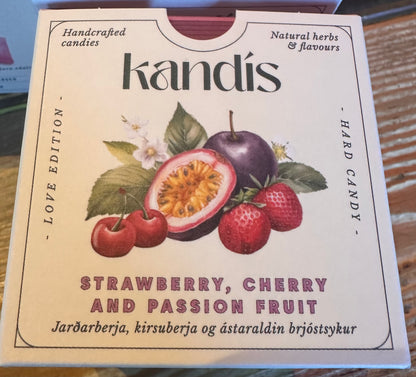 Handcrafted
candies
Natural herbs
& flavours
kandís
- LOVE EDITION -
- HARD CANDY -
STRAWBERRY, CHERRY
AND PASSION FRUIT
Jarðarberja, kirsuberja og ástaraldin brjóstsykur